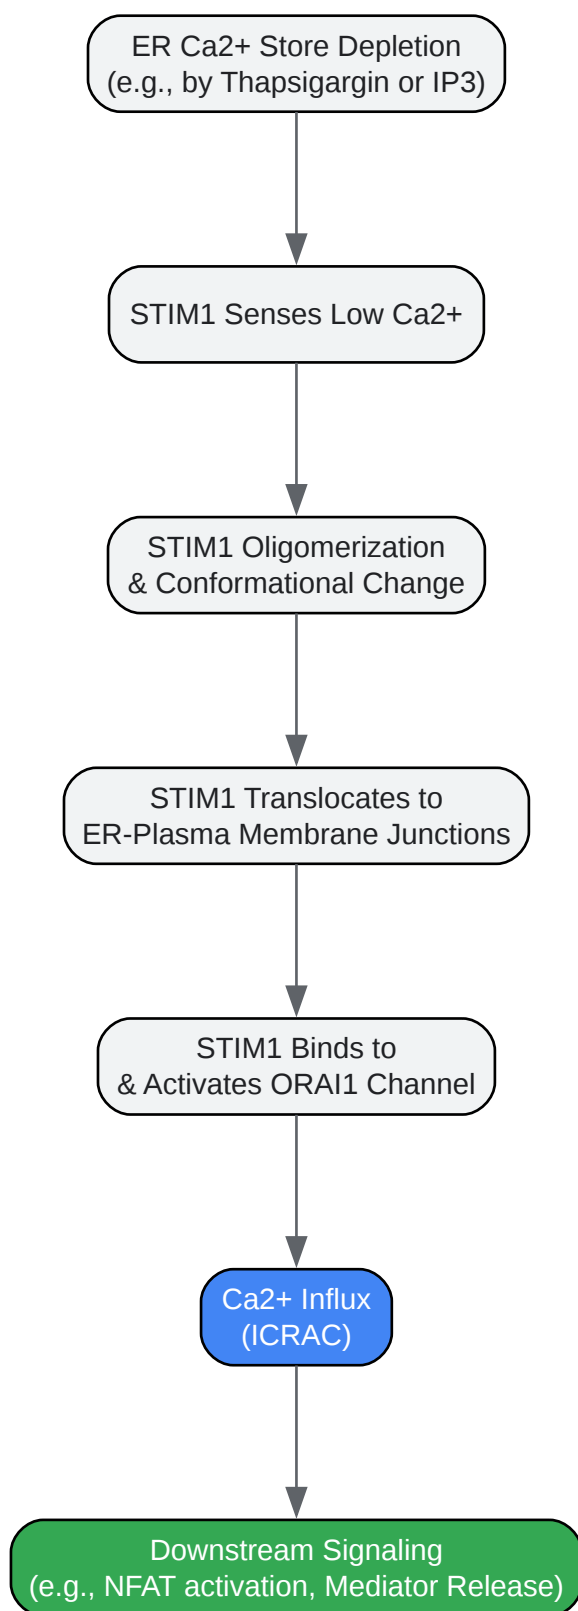 ER Ca2+ Store Depletion
(e.g., by Thapsigargin or IP3)
STIM1 Senses Low Ca2+
STIM1 Oligomerization
& Conformational Change
STIM1 Translocates to
ER-Plasma Membrane Junctions
STIM1 Binds to
& Activates ORAI1 Channel
Ca2+ Influx
(ICRAC)
Downstream Signaling
(e.g., NFAT activation, Mediator Release)